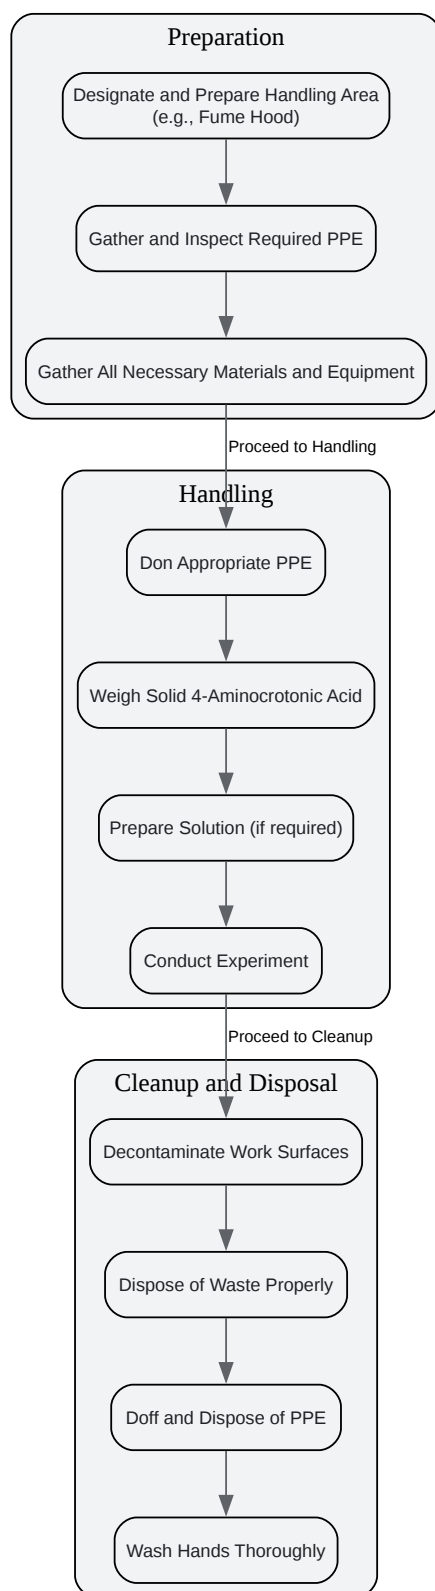 Preparation
Designate and Prepare Handling Area
(e.g., Fume Hood)
Gather and Inspect Required PPE
Gather All Necessary Materials and Equipment
Proceed to Handling
Handling
Don Appropriate PPE
Weigh Solid 4-Aminocrotonic Acid
Prepare Solution (if required)
Conduct Experiment
Proceed to Cleanup
Cleanup and Disposal
Decontaminate Work Surfaces
Dispose of Waste Properly
Doff and Dispose of PPE
Wash Hands Thoroughly